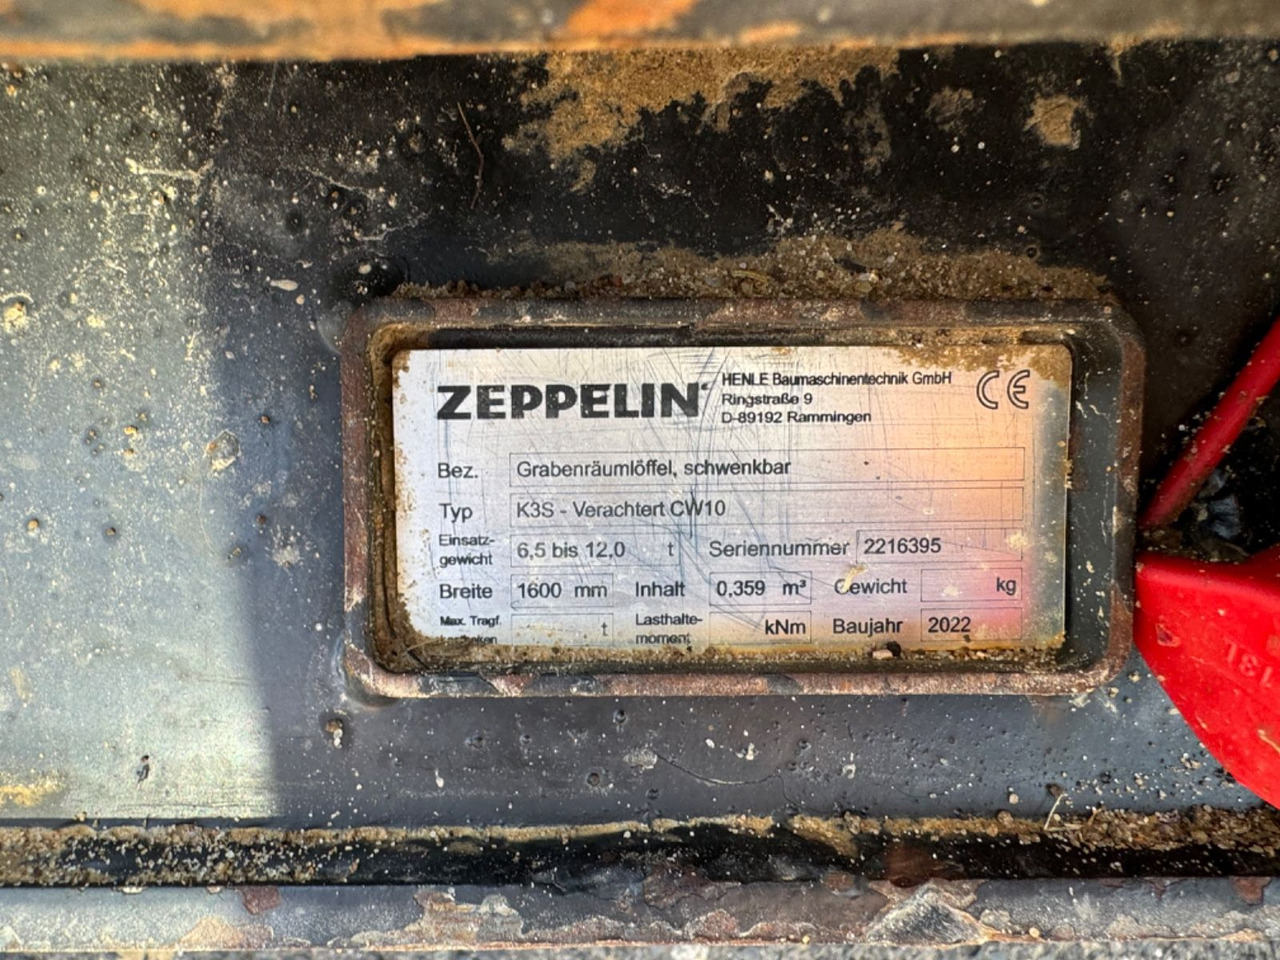 ZEPPELIN
HENLE Baumaschinentechnik GmbH
Ringstraße 9
D-89192 Rammingen
CE
Bez. Grabenräumlöffel, schwenkbar
Typ K3S - Verachtert CW10
Einsatz-
gewicht 6,5 bis 12,0 t Seriennummer 2216395
Breite 1600 mm Inhalt 0,359 m³ Gewicht kg
Max. Tragf. t Lasthalte-
moment kNm Baujahr 2022